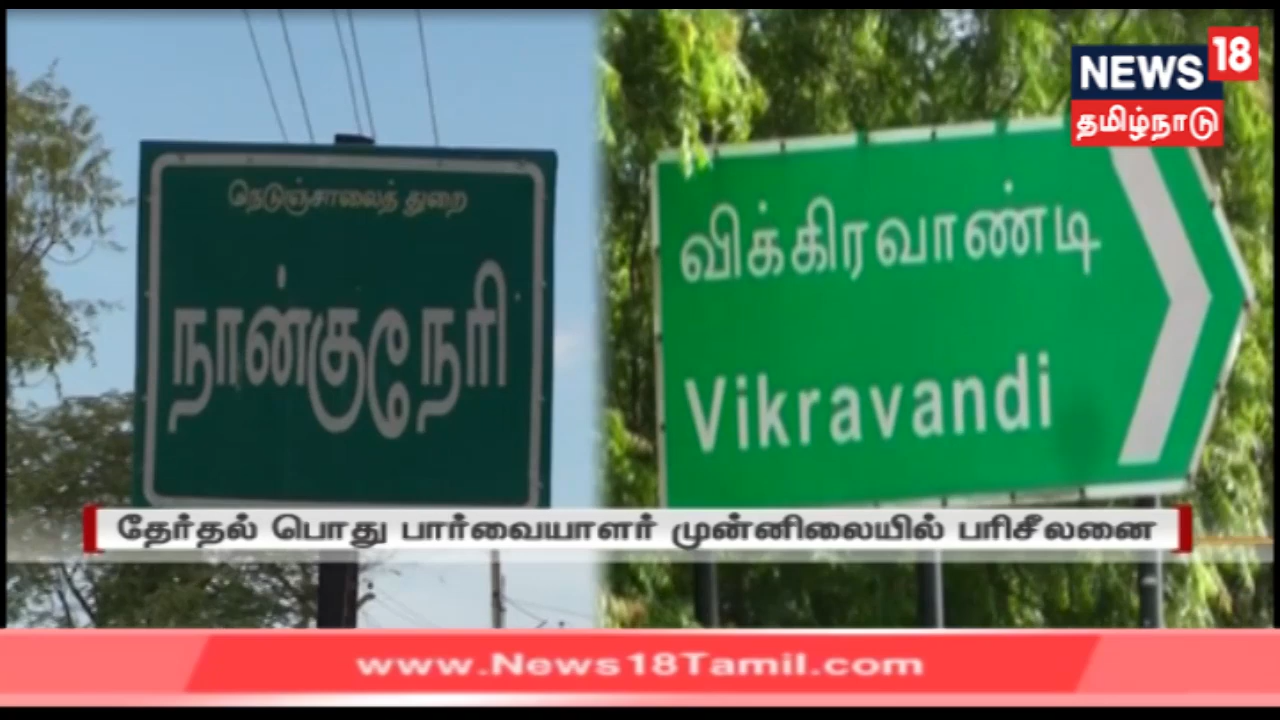 NEWS 18
தமிழ்நாடு
நெடுஞ்சாலைத் துறை
நான்குநேரி
விக்கிரவாண்டி
Vikravandi
தேர்தல் பொது பார்வையாளர் முன்னிலையில் பரிசீலனை
www.News18Tamil.com